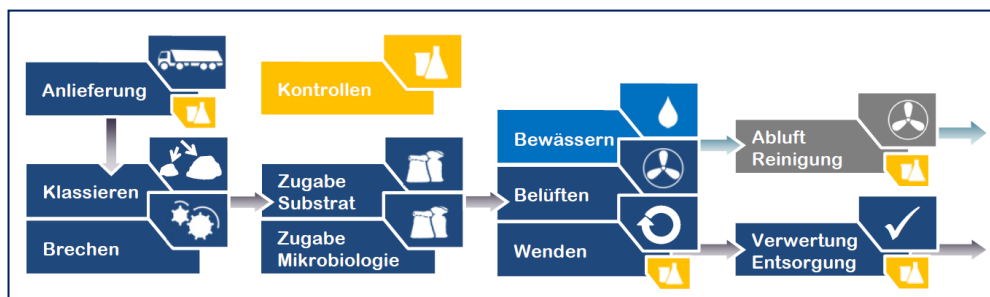 Anlieferung
Kontrollen
Klassieren
Brechen
Zugabe
Substrat
Zugabe
Mikrobiologie
Bewässern
Belüften
Wenden
Abluft
Reinigung
Verwertung
Entsorgung